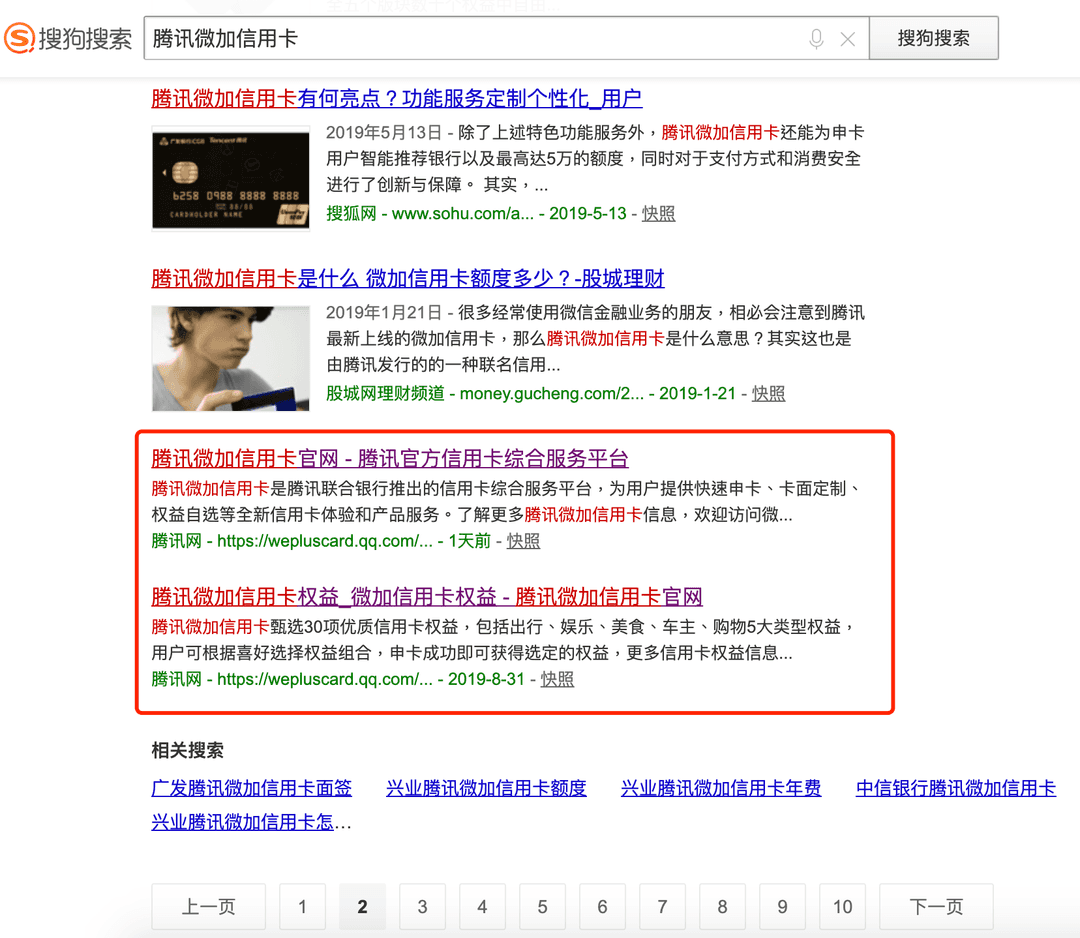 搜狗搜索 腾讯微加信用卡 搜狗搜索
腾讯微加信用卡有何亮点？功能服务定制个性化_用户
2019年5月13日 - 除了上述特色功能服务外，腾讯微加信用卡还能为申卡
用户智能推荐银行以及最高达5万的额度，同时对于支付方式和消费安全
进行了创新与保障。 其实，...
搜狐网 - www.sohu.com/a... - 2019-5-13 - 快照
Tencent 腾讯
6258 0988 8888 8888
CARDHOLDER NAME
腾讯微加信用卡是什么 微加信用卡额度多少？-股城理财
2019年1月21日 - 很多经常使用微信金融业务的朋友，相必会注意到腾讯
最新上线的微加信用卡，那么腾讯微加信用卡是什么意思？其实这也是
由腾讯发行的的一种联名信用...
股城网理财频道 - money.gucheng.com/2... - 2019-1-21 - 快照
腾讯微加信用卡官网 - 腾讯官方信用卡综合服务平台
腾讯微加信用卡是腾讯联合银行推出的信用卡综合服务平台，为用户提供快速申卡、卡面定制、
权益自选等全新信用卡体验和产品服务。了解更多腾讯微加信用卡信息，欢迎访问微...
腾讯网 - https://wepluscard.qq.com/... - 1天前 - 快照
腾讯微加信用卡权益_微加信用卡权益 - 腾讯微加信用卡官网
腾讯微加信用卡甄选30项优质信用卡权益，包括出行、娱乐、美食、车主、购物5大类型权益，
用户可根据喜好选择权益组合，申卡成功即可获得选定的权益，更多信用卡权益信息...
腾讯网 - https://wepluscard.qq.com/... - 2019-8-31 - 快照
相关搜索
广发腾讯微加信用卡面签 兴业腾讯微加信用卡额度 兴业腾讯微加信用卡年费 中信银行腾讯微加信用卡
兴业腾讯微加信用卡怎...
上一页 1 2 3 4 5 6 7 8 9 10 下一页